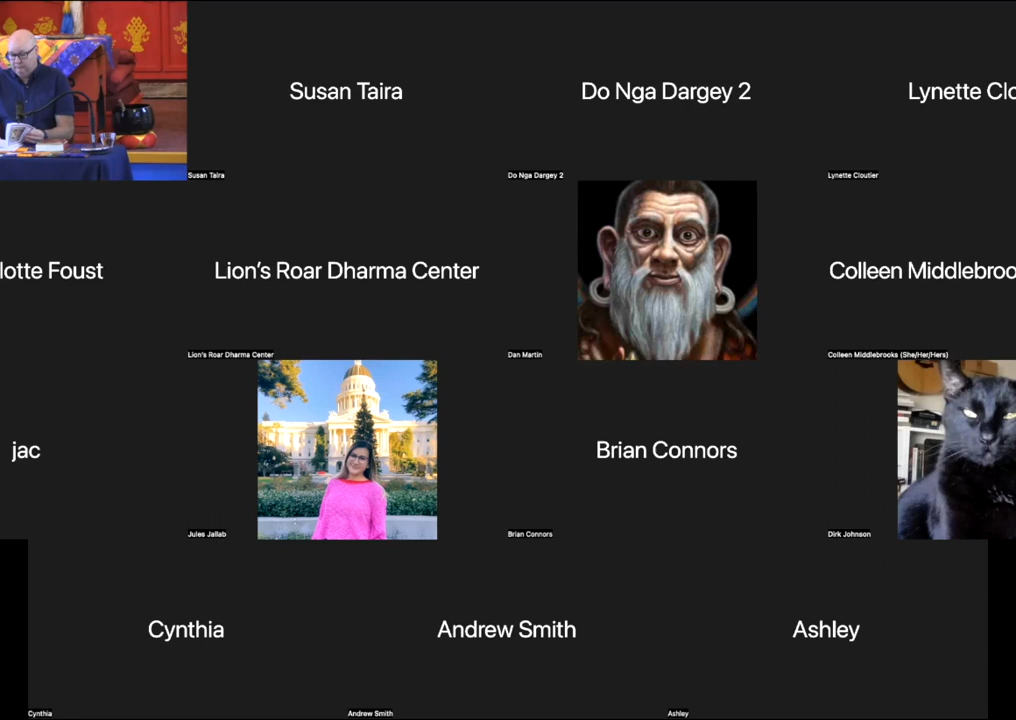 Susan Taira
Do Nga Dargey 2
Lynette Clo
Susan Taira
Do Nga Dargey 2
Lynette Cloutier
lotte Foust
Lion's Roar Dharma Center
Colleen Middlebroo
Lion's Roar Dharma Center
Dan Martin
Colleen Middlebrooks (She/Her/Hers)
jac
Brian Connors
Jules Jallab
Brian Connors
Dirk Johnson
Cynthia
Andrew Smith
Ashley
Cynthia
Andrew Smith
Ashley